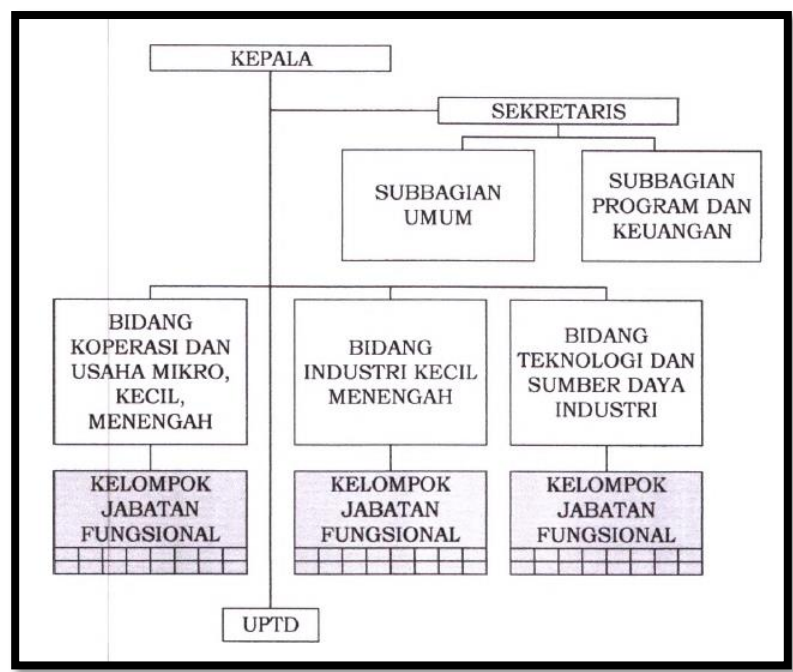 KEPALA
SEKRETARIS
SUBBAGIAN
UMUM
SUBBAGIAN
PROGRAM DAN
KEUANGAN
BIDANG
KOPERASI DAN
USAHA MIKRO,
KECIL,
MENENGAH
BIDANG
INDUSTRI KECIL
MENENGAH
BIDANG
TEKNOLOGI DAN
SUMBER DAYA
INDUSTRI
KELOMPOK
JABATAN
FUNGSIONAL
KELOMPOK
JABATAN
FUNGSIONAL
KELOMPOK
JABATAN
FUNGSIONAL
UPTD